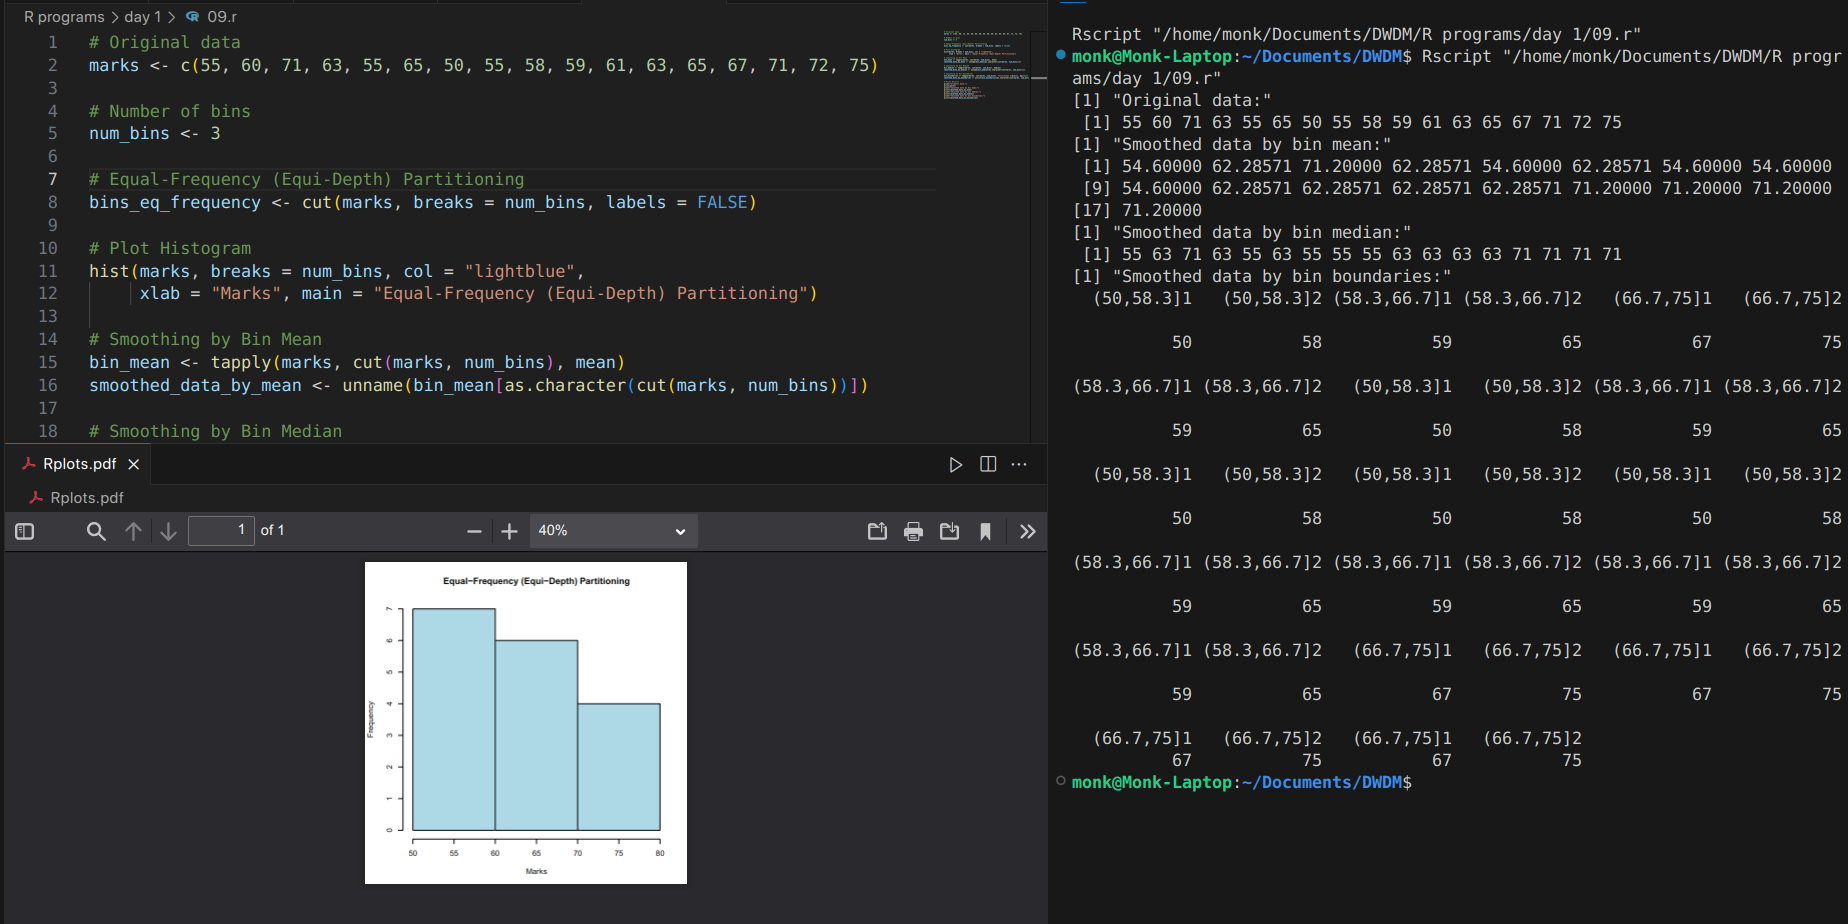 R programs > day 1 > 09.r
1 # Original data
2 marks <- c(55, 60, 71, 63, 55, 65, 50, 55, 58, 59, 61, 63, 65, 67, 71, 72, 75)
3
4 # Number of bins
5 num_bins <- 3
6
7 # Equal-Frequency (Equi-Depth) Partitioning
8 bins_eq_frequency <- cut(marks, breaks = num_bins, labels = FALSE)
9
10 # Plot Histogram
11 hist(marks, breaks = num_bins, col = "lightblue",
12      xlab = "Marks", main = "Equal-Frequency (Equi-Depth) Partitioning")
13
14 # Smoothing by Bin Mean
15 bin_mean <- tapply(marks, cut(marks, num_bins), mean)
16 smoothed_data_by_mean <- unname(bin_mean[as.character(cut(marks, num_bins))])
17
18 # Smoothing by Bin Median
Rplots.pdf
Rplots.pdf
1 of 1
40%
Equal-Frequency (Equi-Depth) Partitioning
7
6
5
4
3
2
1
0
Frequency
50 55 60 65 70 75 80
Marks
Rscript "/home/monk/Documents/DWDM/R programs/day 1/09.r"
monk@Monk-Laptop:~/Documents/DWDM$ Rscript "/home/monk/Documents/DWDM/R progr
ams/day 1/09.r"
[1] "Original data:"
[1] 55 60 71 63 55 65 50 55 58 59 61 63 65 67 71 72 75
[1] "Smoothed data by bin mean:"
[1] 54.60000 62.28571 71.20000 62.28571 54.60000 62.28571 54.60000 54.60000
[9] 54.60000 62.28571 62.28571 62.28571 62.28571 71.20000 71.20000 71.20000
[17] 71.20000
[1] "Smoothed data by bin median:"
[1] 55 63 71 63 55 63 55 55 55 63 63 63 63 71 71 71 71
[1] "Smoothed data by bin boundaries:"
(50,58.3]1 (50,58.3]2 (58.3,66.7]1 (58.3,66.7]2 (66.7,75]1 (66.7,75]2
50 58 59 65 67 75
(58.3,66.7]1 (58.3,66.7]2 (50,58.3]1 (50,58.3]2 (58.3,66.7]1 (58.3,66.7]2
59 65 50 58 59 65
(50,58.3]1 (50,58.3]2 (50,58.3]1 (50,58.3]2 (50,58.3]1 (50,58.3]2
50 58 50 58 50 58
(58.3,66.7]1 (58.3,66.7]2 (58.3,66.7]1 (58.3,66.7]2 (58.3,66.7]1 (58.3,66.7]2
59 65 59 65 59 65
(58.3,66.7]1 (58.3,66.7]2 (66.7,75]1 (66.7,75]2 (66.7,75]1 (66.7,75]2
59 65 67 75 67 75
(66.7,75]1 (66.7,75]2 (66.7,75]1 (66.7,75]2
67 75 67 75
monk@Monk-Laptop:~/Documents/DWDM$